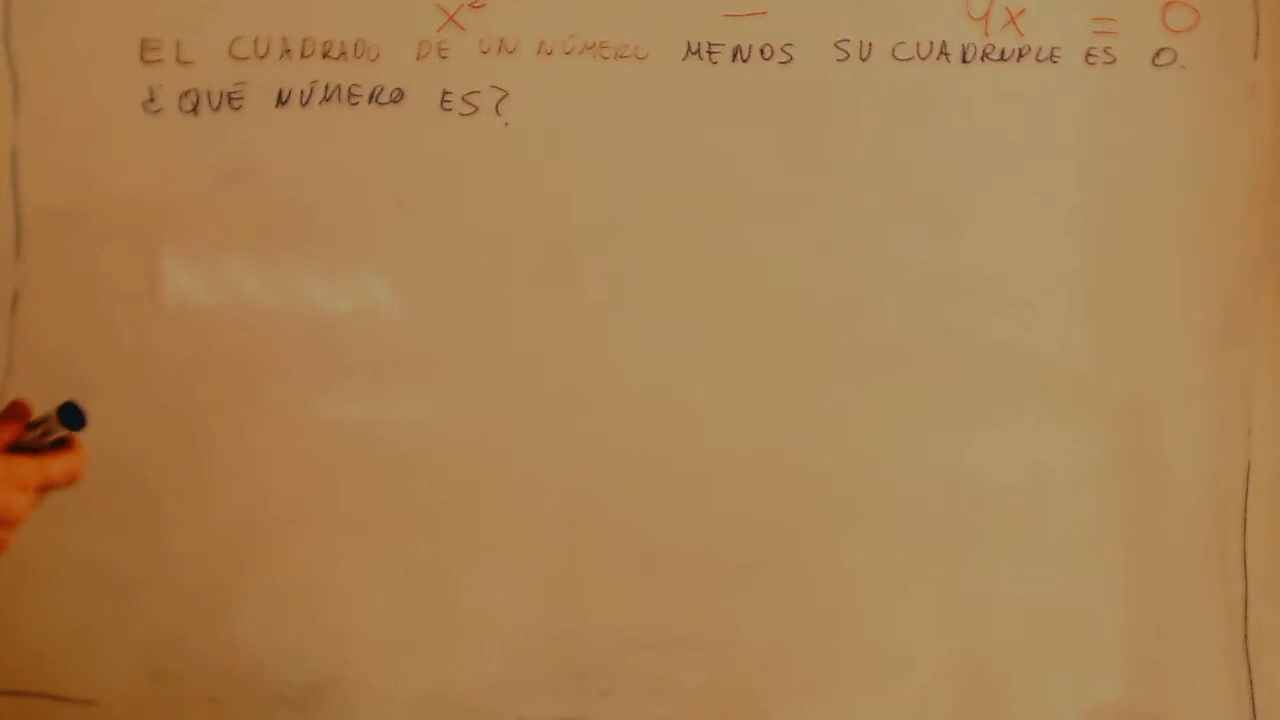 x² — 4x = 0
EL CUADRADO DE UN NÚMERO MENOS SU CUADRUPLE ES 0.
¿QUÉ NÚMERO ES?